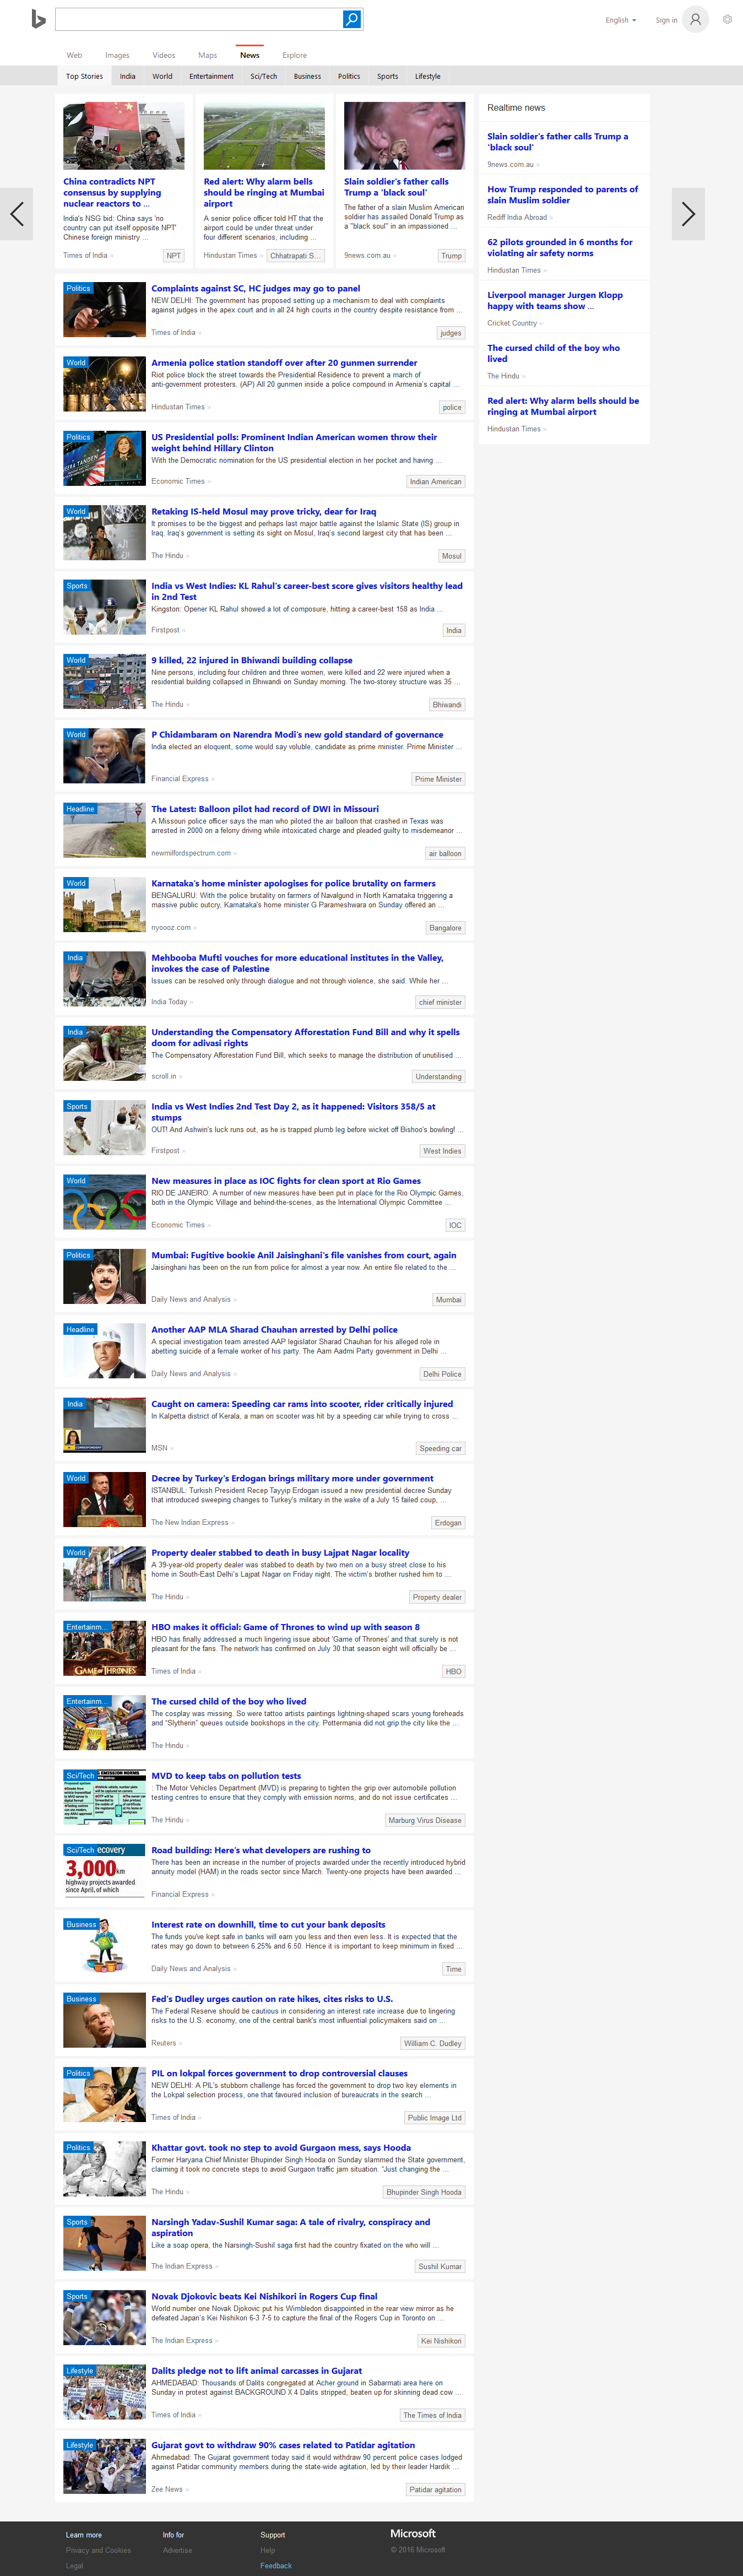 English
Sign in
Web
Images
Videos
Maps
News
Explore
Top Stories
India
World
Entertainment
Sci/Tech
Business
Politics
Sports
Lifestyle
China contradicts NPT
consensus by supplying
nuclear reactors to ...
India's NSG bid: China says 'no
country can put itself opposite NPT'
Chinese foreign ministry ...
Times of India
NPT
Red alert: Why alarm bells
should be ringing at Mumbai
airport
A senior police officer told HT that the
airport could be under threat under
four different scenarios, including ...
Hindustan Times
Chhatrapati S...
Slain soldier's father calls
Trump a 'black soul'
The father of a slain Muslim American
soldier has assailed Donald Trump as
a "black soul" in an impassioned ...
9news.com.au
Trump
Realtime news
Slain soldier's father calls Trump a
'black soul'
9news.com.au
How Trump responded to parents of
slain Muslim soldier
Rediff India Abroad
62 pilots grounded in 6 months for
violating air safety norms
Hindustan Times
Liverpool manager Jurgen Klopp
happy with teams show ...
Cricket Country
The cursed child of the boy who
lived
The Hindu
Red alert: Why alarm bells should be
ringing at Mumbai airport
Hindustan Times
Politics
Complaints against SC, HC judges may go to panel
NEW DELHI: The government has proposed setting up a mechanism to deal with complaints
against judges in the apex court and in all 24 high courts in the country despite resistance from ...
Times of India
judges
World
Armenia police station standoff over after 20 gunmen surrender
Riot police block the street towards the Presidential Residence to prevent a march of
anti-government protesters. (AP) All 20 gunmen inside a police compound in Armenia's capital ...
Hindustan Times
police
Politics
US Presidential polls: Prominent Indian American women throw their
weight behind Hillary Clinton
With the Democratic nomination for the US presidential election in her pocket and having ...
Economic Times
Indian American
World
Retaking IS-held Mosul may prove tricky, dear for Iraq
It promises to be the biggest and perhaps last major battle against the Islamic State (IS) group in
Iraq. Iraq's government is setting its sight on Mosul, Iraq's second largest city that has been ...
The Hindu
Mosul
Sports
India vs West Indies: KL Rahul's career-best score gives visitors healthy lead
in 2nd Test
Kingston: Opener KL Rahul showed a lot of composure, hitting a career-best 158 as India ...
Firstpost
India
World
9 killed, 22 injured in Bhiwandi building collapse
Nine persons, including four children and three women, were killed and 22 were injured when a
residential building collapsed in Bhiwandi on Sunday morning. The two-storey structure was 35 ...
The Hindu
Bhiwandi
World
P Chidambaram on Narendra Modi's new gold standard of governance
India elected an eloquent, some would say voluble, candidate as prime minister. Prime Minister ...
Financial Express
Prime Minister
Headline
The Latest: Balloon pilot had record of DWI in Missouri
A Missouri police officer says the man who piloted the air balloon that crashed in Texas was
arrested in 2000 on a felony driving while intoxicated charge and pleaded guilty to misdemeanor ...
newmilfordspectrum.com
air balloon
World
Karnataka's home minister apologises for police brutality on farmers
BENGALURU: With the police brutality on farmers of Navalgund in North Karnataka triggering a
massive public outcry, Karnataka's home minister G Parameshwara on Sunday offered an ...
nyoooz.com
Bangalore
India
Mehbooba Mufti vouches for more educational institutes in the Valley,
invokes the case of Palestine
Issues can be resolved only through dialogue and not through violence, she said. While her ...
India Today
chief minister
India
Understanding the Compensatory Afforestation Fund Bill and why it spells
doom for adivasi rights
The Compensatory Afforestation Fund Bill, which seeks to manage the distribution of unutilised ...
scroll.in
Understanding
Sports
India vs West Indies 2nd Test Day 2, as it happened: Visitors 358/5 at
stumps
OUT! And Ashwin's luck runs out, as he is trapped plumb leg before wicket off Bishoo's bowling! ...
Firstpost
West Indies
World
New measures in place as IOC fights for clean sport at Rio Games
RIO DE JANEIRO: A number of new measures have been put in place for the Rio Olympic Games,
both in the Olympic Village and behind-the-scenes, as the International Olympic Committee ...
Economic Times
IOC
Politics
Mumbai: Fugitive bookie Anil Jaisinghani's file vanishes from court, again
Jaisinghani has been on the run from police for almost a year now. An entire file related to the ...
Daily News and Analysis
Mumbai
Headline
Another AAP MLA Sharad Chauhan arrested by Delhi police
A special investigation team arrested AAP legislator Sharad Chauhan for his alleged role in
abetting suicide of a female worker of his party. The Aam Aadmi Party government in Delhi ...
Daily News and Analysis
Delhi Police
India
Caught on camera: Speeding car rams into scooter, rider critically injured
In Kalpetta district of Kerala, a man on scooter was hit by a speeding car while trying to cross ...
MSN
Speeding car
World
Decree by Turkey's Erdogan brings military more under government
ISTANBUL: Turkish President Recep Tayyip Erdogan issued a new presidential decree Sunday
that introduced sweeping changes to Turkey's military in the wake of a July 15 failed coup, ...
The New Indian Express
Erdogan
World
Property dealer stabbed to death in busy Lajpat Nagar locality
A 39-year-old property dealer was stabbed to death by two men on a busy street close to his
home in South-East Delhi's Lajpat Nagar on Friday night. The victim's brother rushed him to ...
The Hindu
Property dealer
Entertainm...
GAME OF THRONES
HBO makes it official: Game of Thrones to wind up with season 8
HBO has finally addressed a much lingering issue about 'Game of Thrones' and that surely is not
pleasant for the fans. The network has confirmed on July 30 that season eight will officially be ...
Times of India
HBO
Entertainm...
The cursed child of the boy who lived
The cosplay was missing. So were tattoo artists paintings lightning-shaped scars young foreheads
and "Slytherin" queues outside bookshops in the city. Pottermania did not grip the city like the ...
The Hindu
Sci/Tech
EMISSION NORMS
MVD to keep tabs on pollution tests
: The Motor Vehicles Department (MVD) is preparing to tighten the grip over automobile pollution
testing centres to ensure that they comply with emission norms, and do not issue certificates ...
The Hindu
Marburg Virus Disease
Sci/Tech
ecovery
3,000km
highway projects awarded
since April, of which
Road building: Here's what developers are rushing to
There has been an increase in the number of projects awarded under the recently introduced hybrid
annuity model (HAM) in the roads sector since March. Twenty-one projects have been awarded ...
Financial Express
Business
Interest rate on downhill, time to cut your bank deposits
The funds you've kept safe in banks will earn you less and then even less. It is expected that the
rates may go down to between 6.25% and 6.50. Hence it is important to keep minimum in fixed ...
Daily News and Analysis
Time
Business
Fed's Dudley urges caution on rate hikes, cites risks to U.S.
The Federal Reserve should be cautious in considering an interest rate increase due to lingering
risks to the U.S. economy, one of the central bank's most influential policymakers said on ...
Reuters
William C. Dudley
Politics
PIL on lokpal forces government to drop controversial clauses
NEW DELHI: A PIL's stubborn challenge has forced the government to drop two key elements in
the Lokpal selection process, one that favoured inclusion of bureaucrats in the search ...
Times of India
Public Image Ltd
Politics
Khattar govt. took no step to avoid Gurgaon mess, says Hooda
Former Haryana Chief Minister Bhupinder Singh Hooda on Sunday slammed the State government,
claiming it took no concrete steps to avoid Gurgaon traffic jam situation. "Just changing the ...
The Hindu
Bhupinder Singh Hooda
Sports
Narsingh Yadav-Sushil Kumar saga: A tale of rivalry, conspiracy and
aspiration
Like a soap opera, the Narsingh-Sushil saga first had the country fixated on the who will ...
The Indian Express
Sushil Kumar
Sports
Novak Djokovic beats Kei Nishikori in Rogers Cup final
World number one Novak Djokovic put his Wimbledon disappointed in the rear view mirror as he
defeated Japan's Kei Nishikori 6-3 7-5 to capture the final of the Rogers Cup in Toronto on ...
The Indian Express
Kei Nishikori
Lifestyle
Dalits pledge not to lift animal carcasses in Gujarat
AHMEDABAD: Thousands of Dalits congregated at Acher ground in Sabarmati area here on
Sunday in protest against BACKGROUND X 4 Dalits stripped, beaten up for skinning dead cow ...
Times of India
The Times of India
Lifestyle
Gujarat govt to withdraw 90% cases related to Patidar agitation
Ahmedabad: The Gujarat government today said it would withdraw 90 percent police cases lodged
against Patidar community members during the state-wide agitation, led by their leader Hardik ...
Zee News
Patidar agitation
Learn more
Info for
Support
Microsoft
Privacy and Cookies
Advertise
Help
© 2016 Microsoft
Legal
Feedback